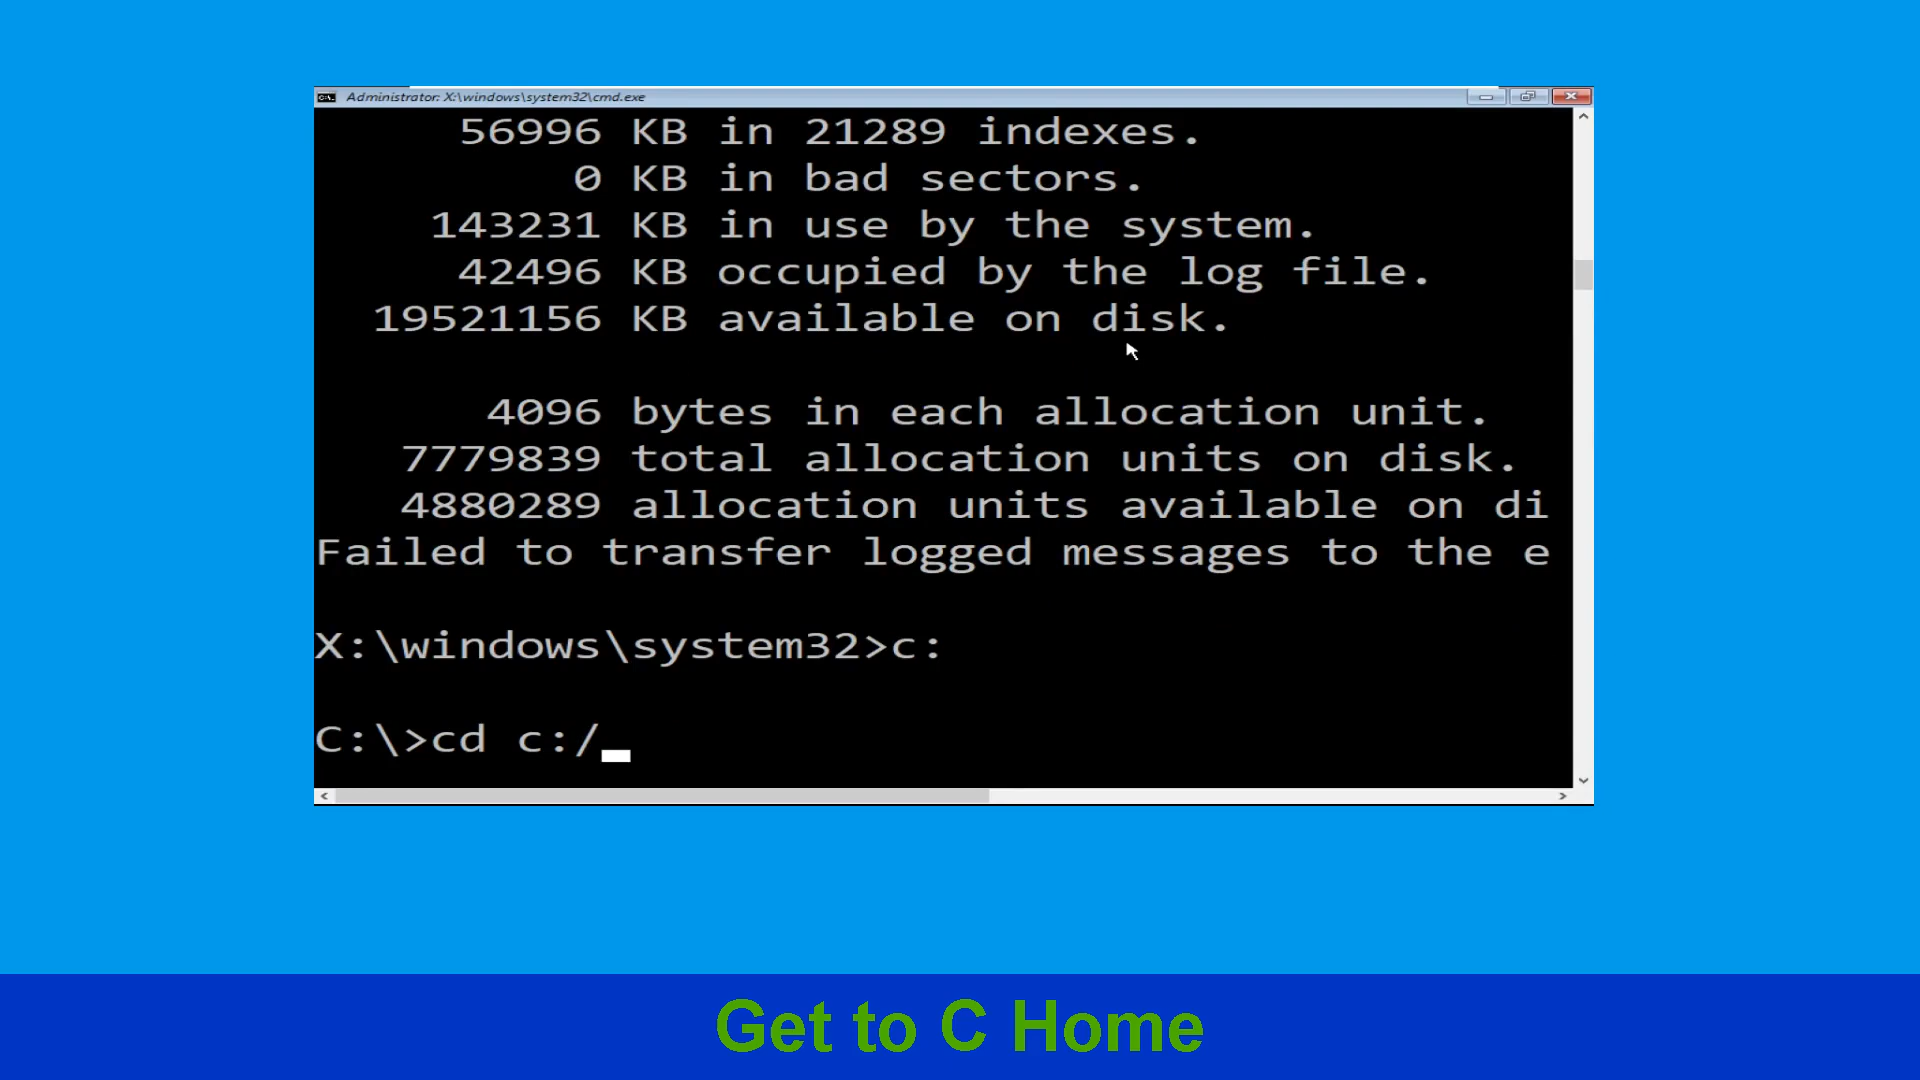 Administrator: X:\windows\system32\cmd.exe
56996 KB in 21289 indexes.
0 KB in bad sectors.
143231 KB in use by the system.
42496 KB occupied by the log file.
19521156 KB available on disk.
4096 bytes in each allocation unit.
7779839 total allocation units on disk.
4880289 allocation units available on di
Failed to transfer logged messages to the e
X:\windows\system32>c:
C:\>cd c:/
Get to C Home